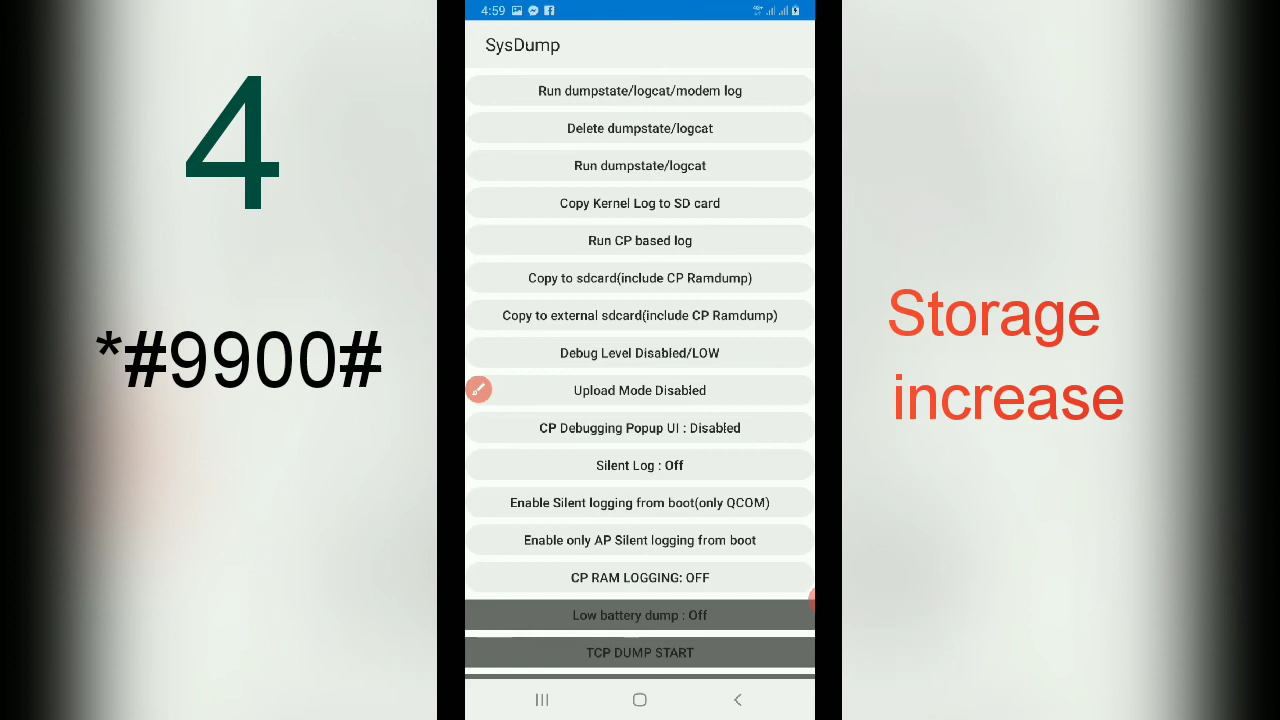 4
*#9900#
4:59
SysDump
Run dumpstate/logcat/modem log
Delete dumpstate/logcat
Run dumpstate/logcat
Copy Kernel Log to SD card
Run CP based log
Copy to sdcard(include CP Ramdump)
Copy to external sdcard(include CP Ramdump)
Debug Level Disabled/LOW
Upload Mode Disabled
CP Debugging Popup UI : Disabled
Silent Log : Off
Enable Silent logging from boot(only QCOM)
Enable only AP Silent logging from boot
CP RAM LOGGING: OFF
Low battery dump : Off
TCP DUMP START
Storage
increase